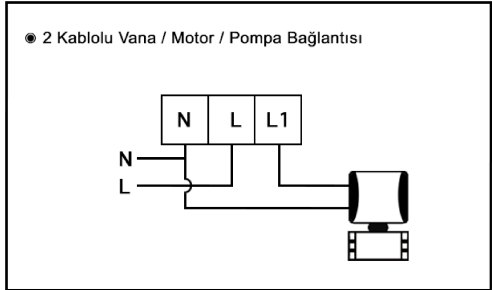 ◉ 2 Kablolu Vana / Motor / Pompa Bağlantısı
N L L1
N
L